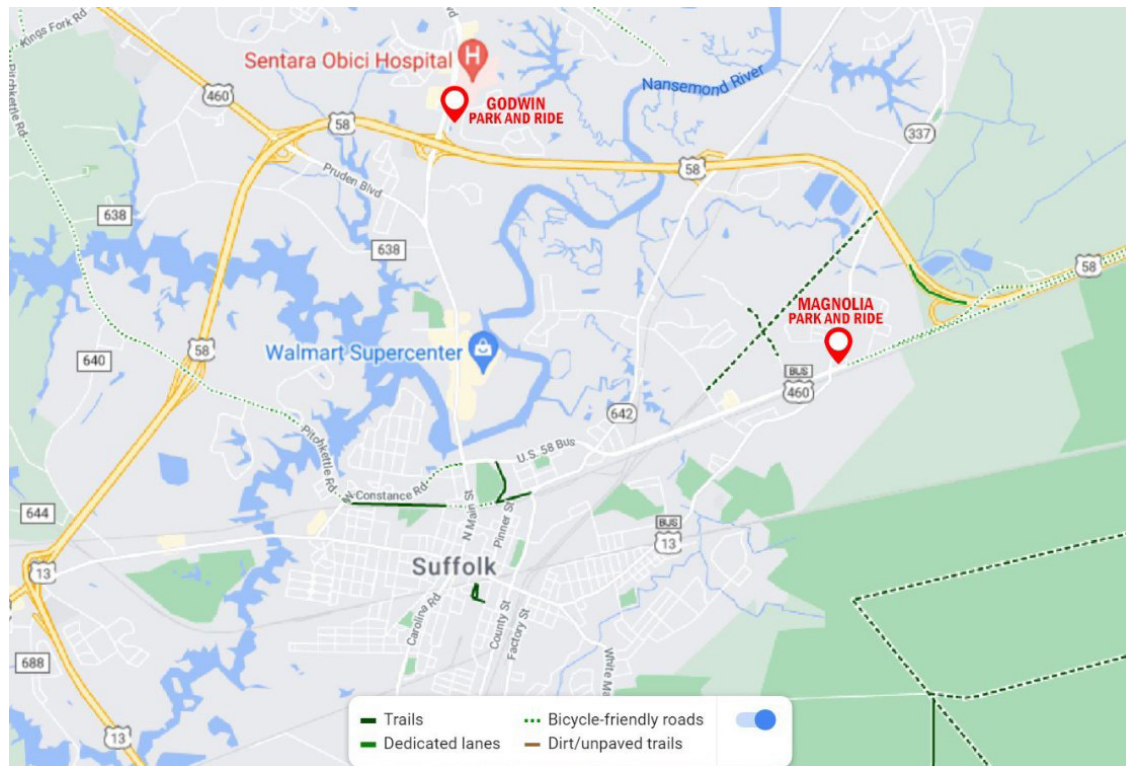 Kings Fork Rd
Pitchkettle Rd
460
Sentara Obici Hospital
H
GODWIN
PARK AND RIDE
58
Nansemond River
337
58
Pruden Blvd
638
638
58
MAGNOLIA
PARK AND RIDE
58
Walmart Supercenter
640
BUS
460
642
Pitchkettle Rd
U.S. 58 Bus
N Constance Rd
N Main St
Pinner St
644
BUS
13
13
Suffolk
Caroline Rd
County St
Factory St
688
13
Trails
Dedicated lanes
Bicycle-friendly roads
Dirt/unpaved trails